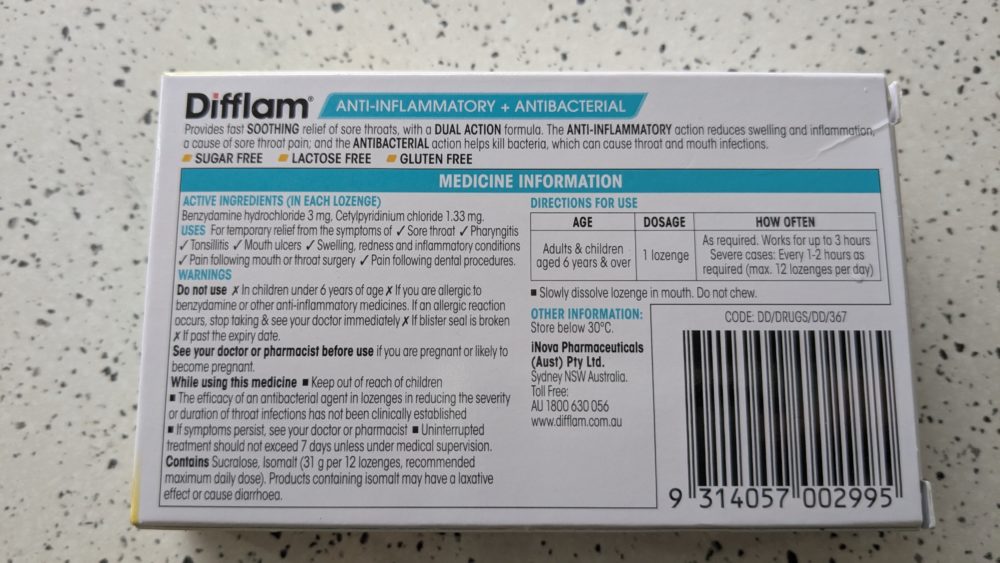 Difflam® ANTI-INFLAMMATORY + ANTIBACTERIAL
Provides fast SOOTHING relief of sore throats, with a DUAL ACTION formula. The ANTI-INFLAMMATORY action reduces swelling and inflammation,
a cause of sore throat pain; and the ANTIBACTERIAL action helps kill bacteria, which can cause throat and mouth infections.
SUGAR FREE LACTOSE FREE GLUTEN FREE
MEDICINE INFORMATION
ACTIVE INGREDIENTS (IN EACH LOZENGE)
Benzydamine hydrochloride 3 mg. Cetylpyridinium chloride 1.33 mg.
USES For temporary relief from the symptoms of ✓ Sore throat ✓ Pharyngitis
✓ Tonsillitis ✓ Mouth ulcers ✓ Swelling, redness and inflammatory conditions
✓ Pain following mouth or throat surgery ✓ Pain following dental procedures.
WARNINGS
Do not use ✗ In children under 6 years of age ✗ If you are allergic to
benzydamine or other anti-inflammatory medicines. If an allergic reaction
occurs, stop taking & see your doctor immediately ✗ If blister seal is broken
✗ If past the expiry date.
See your doctor or pharmacist before use if you are pregnant or likely to
become pregnant.
While using this medicine ■ Keep out of reach of children
■ The efficacy of an antibacterial agent in lozenges in reducing the severity
or duration of throat infections has not been clinically established
■ If symptoms persist, see your doctor or pharmacist ■ Uninterrupted
treatment should not exceed 7 days unless under medical supervision.
Contains Sucralose, Isomalt (31 g per 12 lozenges, recommended
maximum daily dose). Products containing isomalt may have a laxative
effect or cause diarrhoea.
DIRECTIONS FOR USE
AGE DOSAGE HOW OFTEN
Adults & children
aged 6 years & over
1 lozenge
As required. Works for up to 3 hours
Severe cases: Every 1-2 hours as
required (max. 12 lozenges per day)
■ Slowly dissolve lozenge in mouth. Do not chew.
OTHER INFORMATION:
Store below 30°C.
iNova Pharmaceuticals
(Aust) Pty Ltd.
Sydney NSW Australia.
Toll Free:
AU 1800 630 056
www.difflam.com.au
CODE: DD/DRUGS/DD/367
9 314057 002995